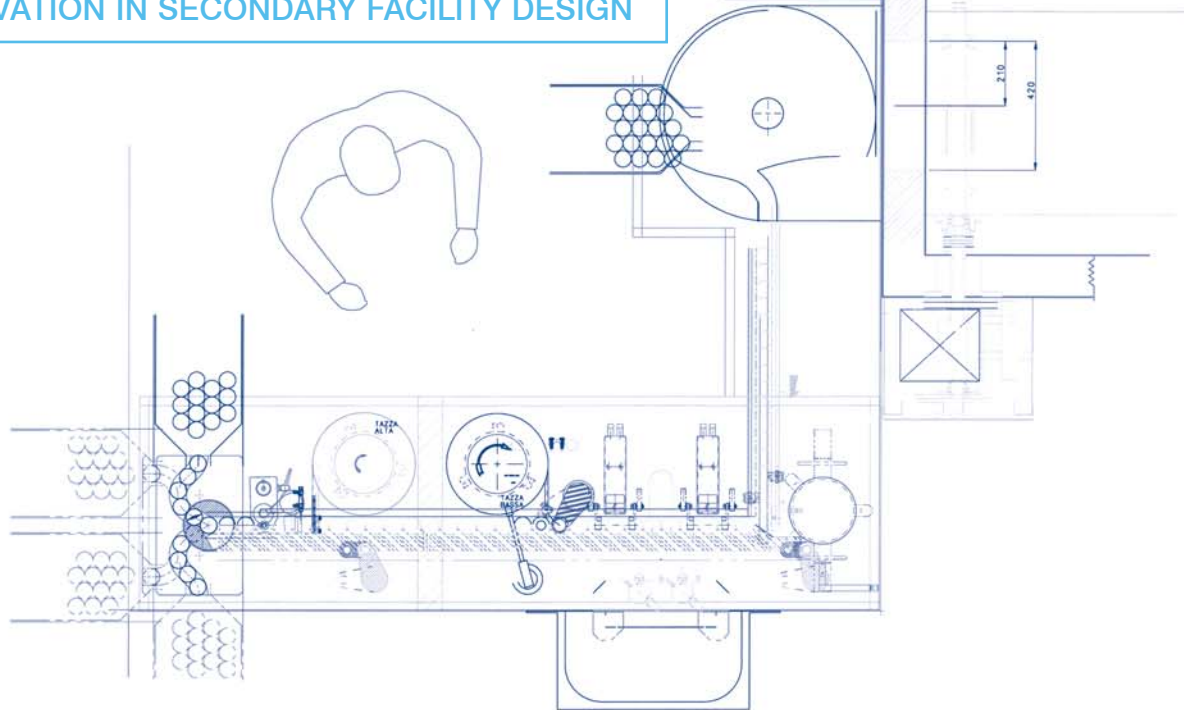 VATION IN SECONDARY FACILITY DESIGN
210
420
TAZZA
ALTA
TAZZA
BASSA